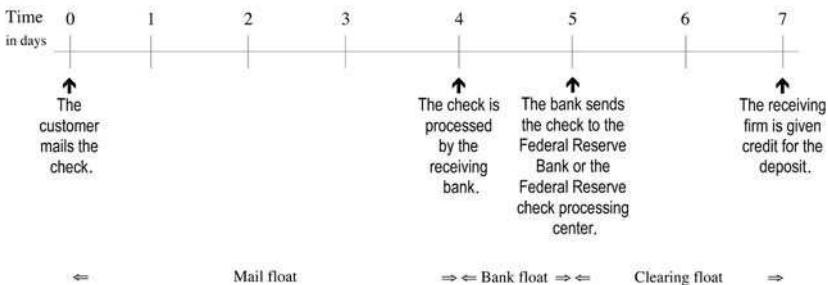 Time 0 1 2 3 4 5 6 7
in days
The
customer
mails the
check.
The check is
processed
by the
receiving
bank.
The bank sends
the check to the
Federal Reserve
Bank or the
Federal Reserve
check processing
center.
The receiving
firm is given
credit for the
deposit.
⇐ Mail float ⇒ ⇐ Bank float ⇒ ⇐ Clearing float ⇒